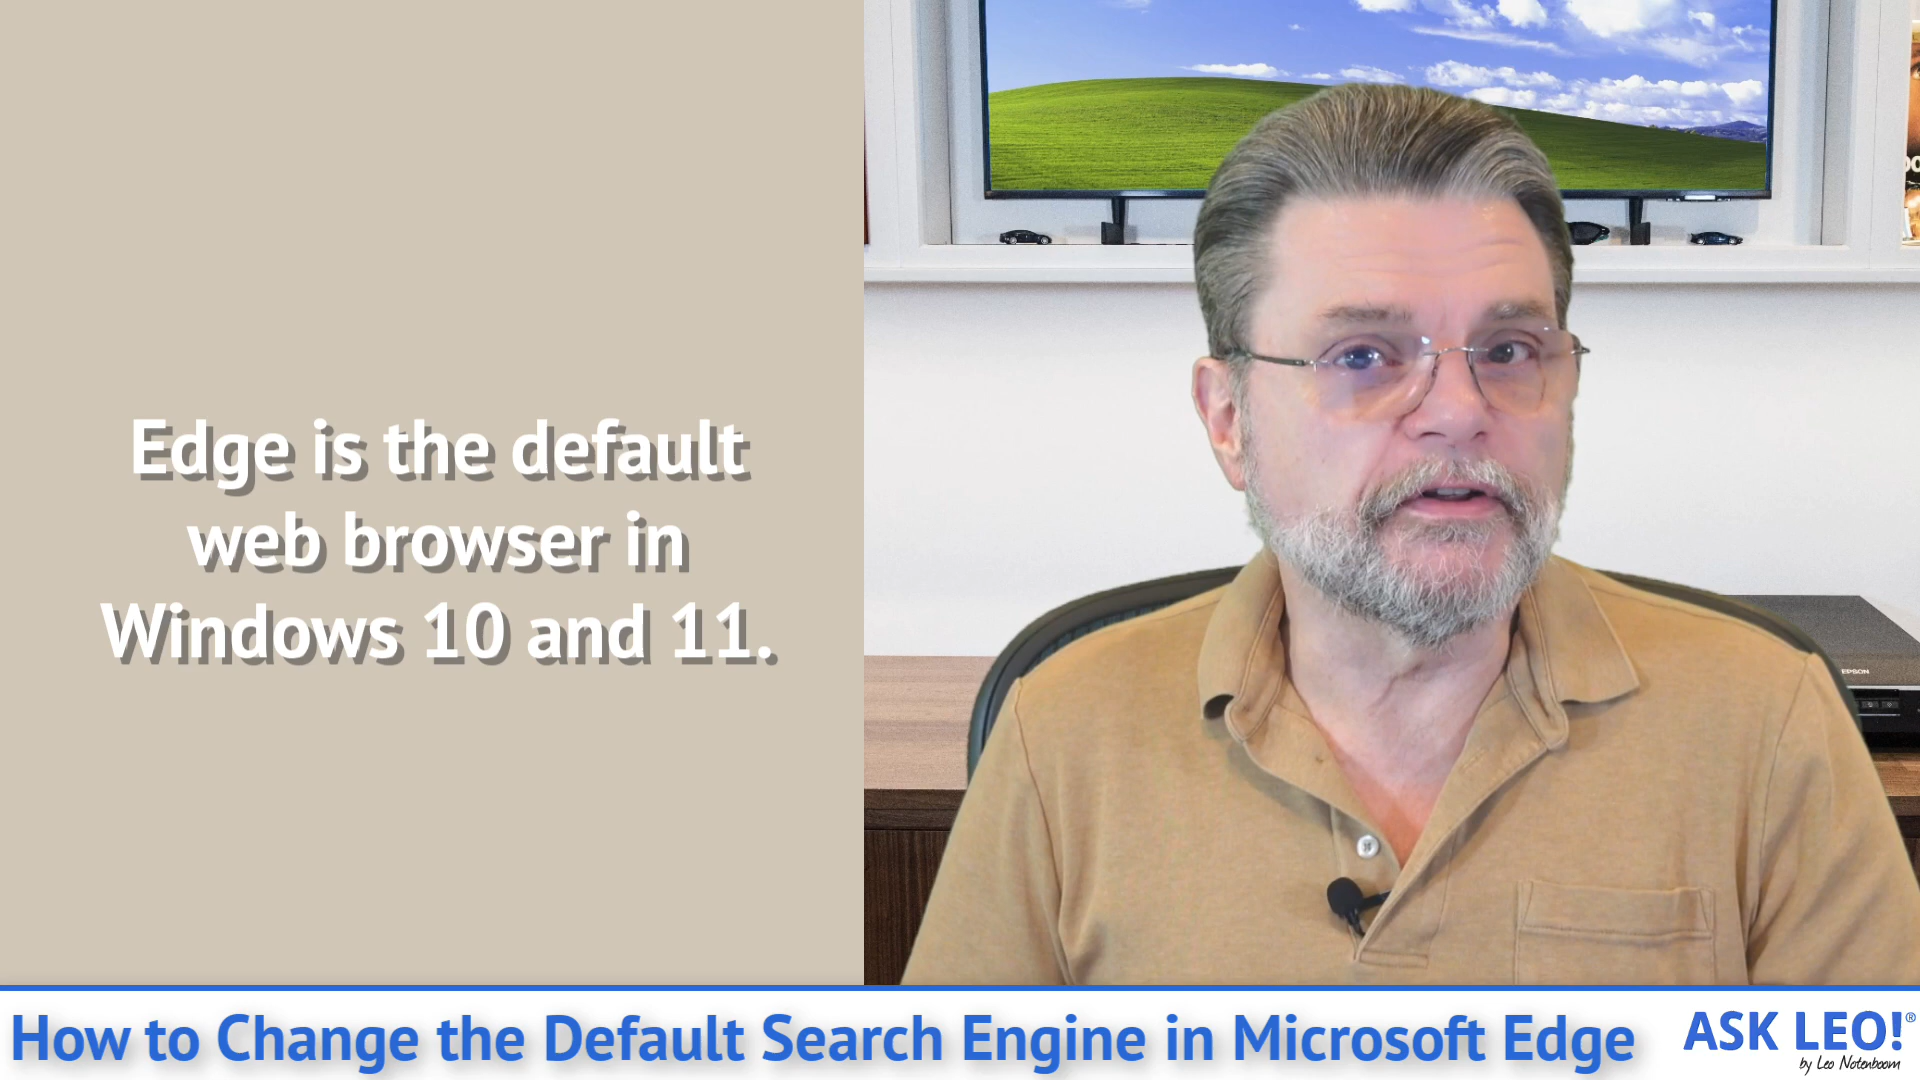 Edge is the default
web browser in
Windows 10 and 11.
EPSON
How to Change the Default Search Engine in Microsoft Edge
ASK LEO!®
by Leo Notenboom